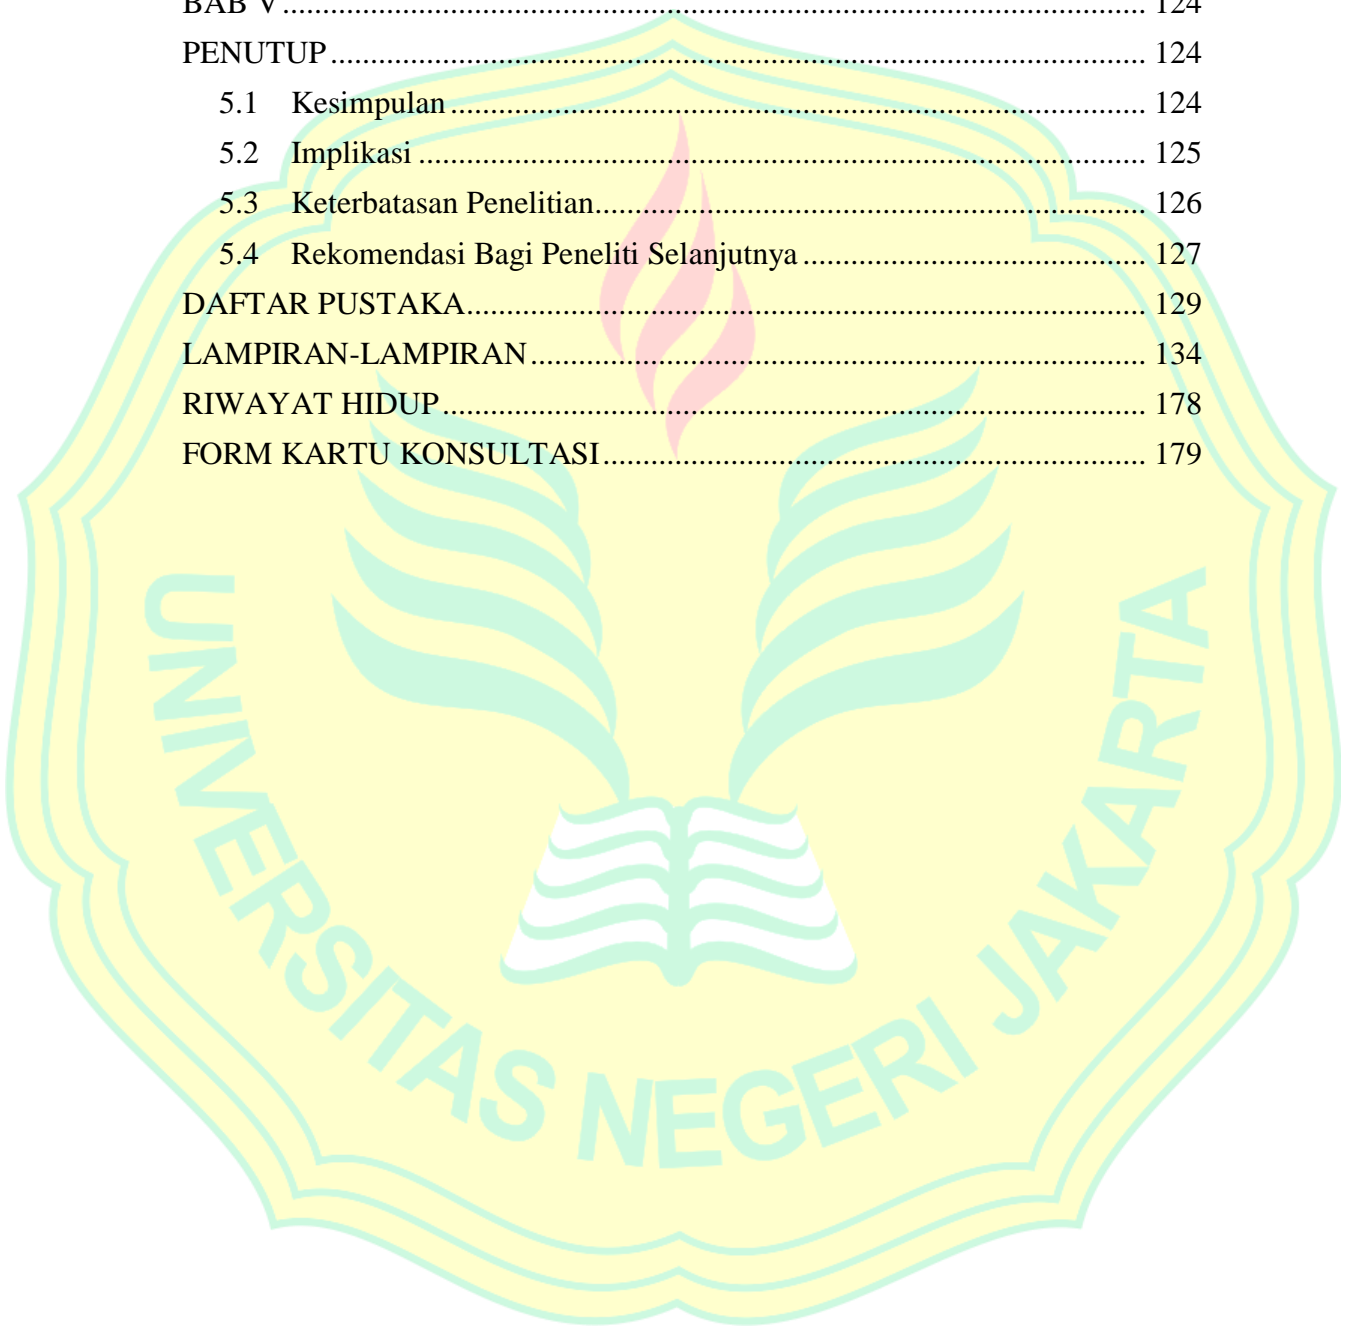 BAB V ........................................................................................................ 124
PENUTUP ........................................................................................................ 124
5.1 Kesimpulan ........................................................................................ 124
5.2 Implikasi ............................................................................................ 125
5.3 Keterbatasan Penelitian...................................................................... 126
5.4 Rekomendasi Bagi Peneliti Selanjutnya ........................................... 127
DAFTAR PUSTAKA...................................................................................... 129
LAMPIRAN-LAMPIRAN .............................................................................. 134
RIWAYAT HIDUP ......................................................................................... 178
FORM KARTU KONSULTASI ..................................................................... 179
UNIVERSITAS NEGERI JAKARTA